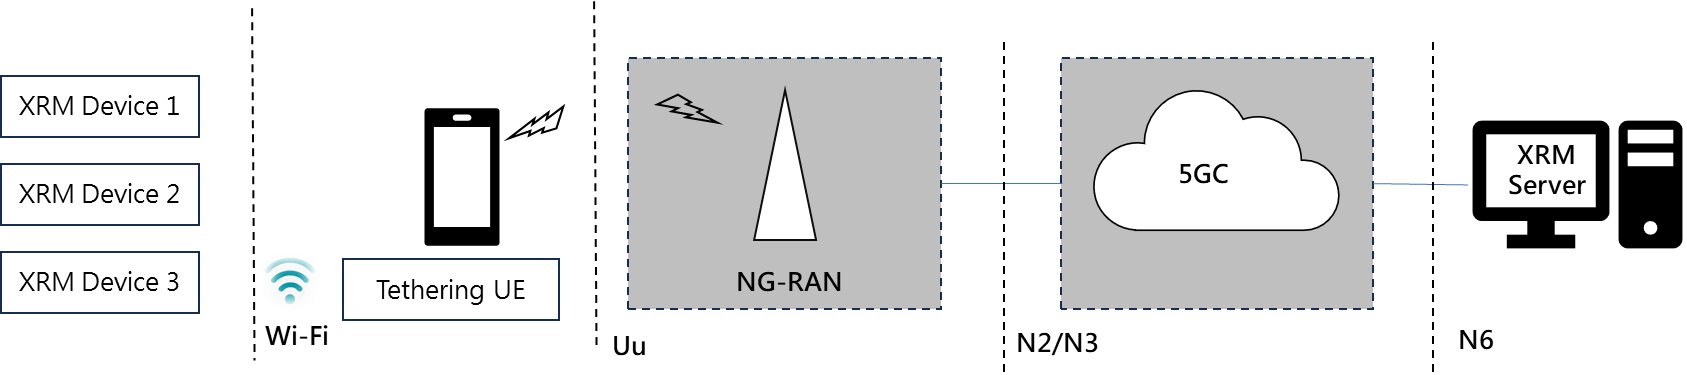 XRM Device 1
XRM Device 2
XRM Device 3
Wi-Fi
Tethering UE
Uu
NG-RAN
N2/N3
5GC
N6
XRM
Server